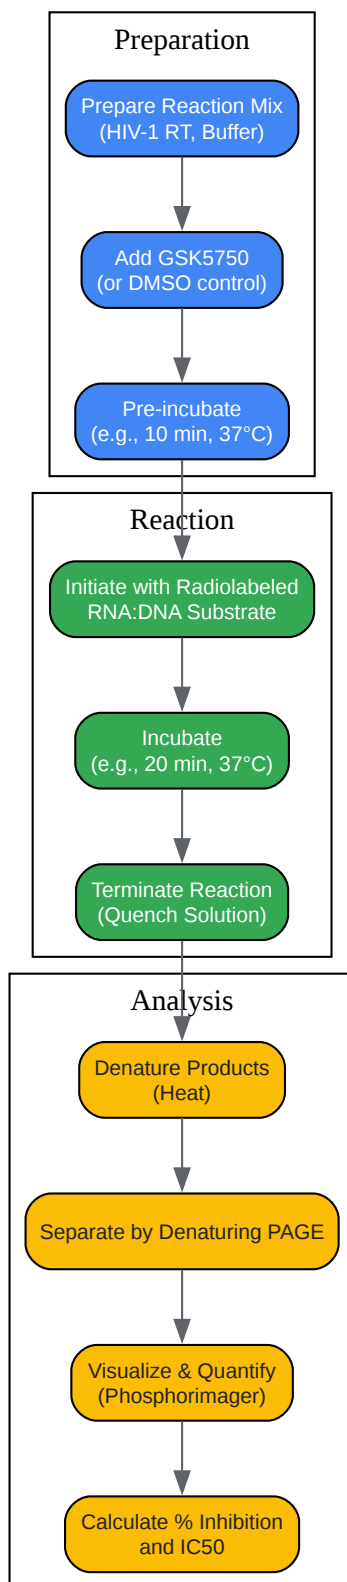 Preparation
Prepare Reaction Mix
(HIV-1 RT, Buffer)
Add GSK5750
(or DMSO control)
Pre-incubate
(e.g., 10 min, 37°C)
Reaction
Initiate with Radiolabeled
RNA:DNA Substrate
Incubate
(e.g., 20 min, 37°C)
Terminate Reaction
(Quench Solution)
Analysis
Denature Products
(Heat)
Separate by Denaturing PAGE
Visualize & Quantify
(Phosphorimager)
Calculate % Inhibition
and IC50